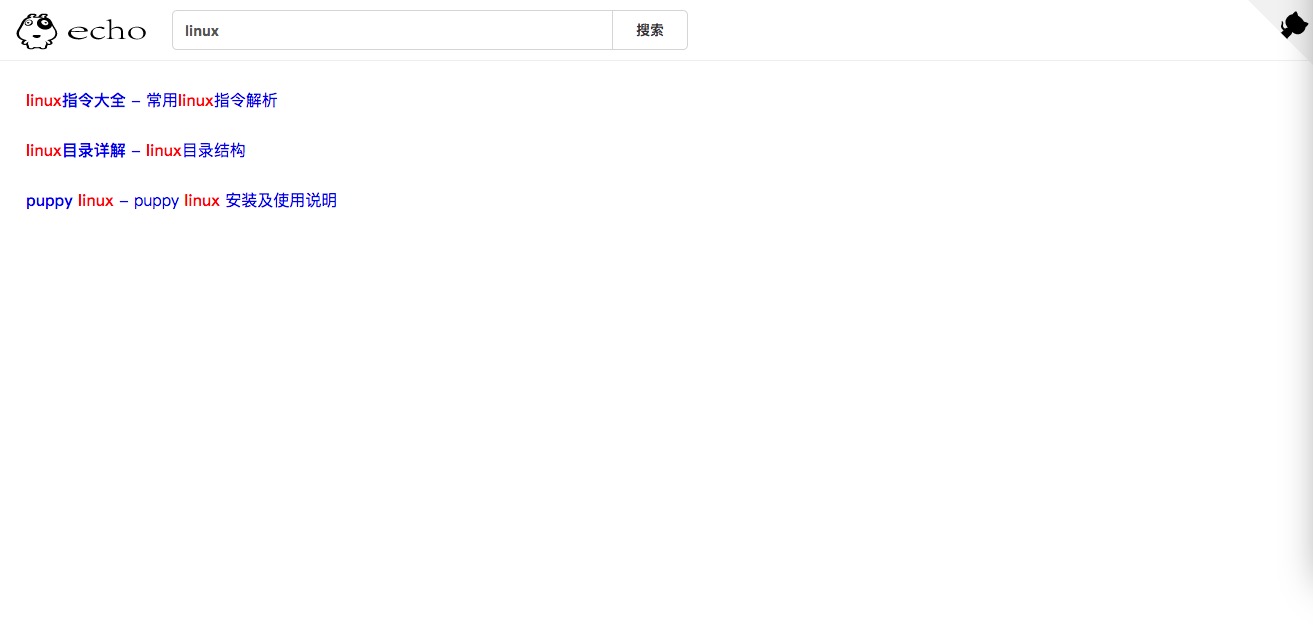 echo linux 搜索
linux指令大全 – 常用linux指令解析
linux目录详解 – linux目录结构
puppy linux – puppy linux 安装及使用说明